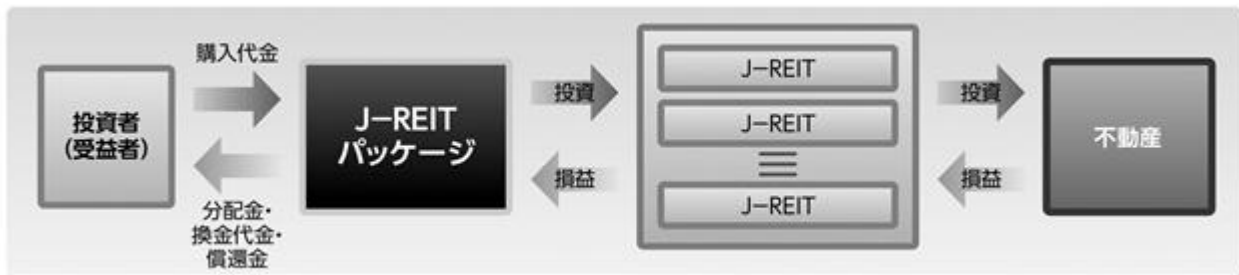 購入代金
投資者
(受益者)
分配金・
換金代金・
償還金
J-REIT
パッケージ
投資
損益
J-REIT
J-REIT
J-REIT
投資
損益
不動産